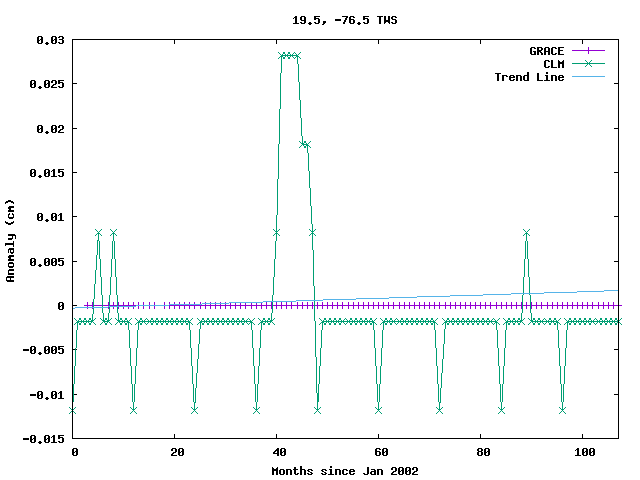 19.5, -76.5 TWS
0.03
0.025
0.02
0.015
0.01
0.005
0
-0.005
-0.01
-0.015
Anomaly (cm)
GRACE
CLM
Trend Line
0 20 40 60 80 100
Months since Jan 2002